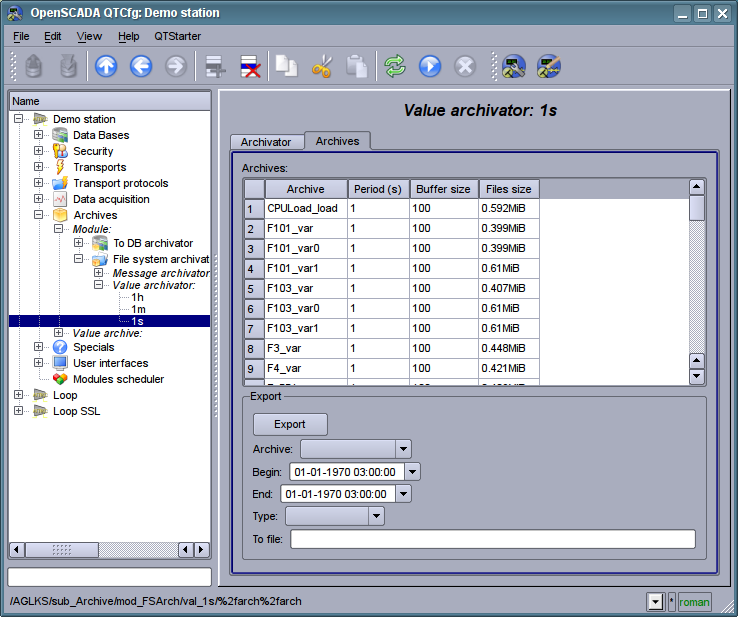 OpenSCADA QTCfg: Demo station
File Edit View Help QTStarter
Name
Demo station
Data Bases
Security
Transports
Transport protocols
Data acquisition
Archives
Module:
To DB archivator
File system archivat
Message archivator
Value archivator:
1h
1m
1s
Value archive:
Specials
User interfaces
Modules scheduler
Loop
Loop SSL
Value archivator: 1s
Archivator Archives
Archives:
Archive Period (s) Buffer size Files size
1 CPULoad_load 1 100 0.592MiB
2 F101_var 1 100 0.399MiB
3 F101_var0 1 100 0.399MiB
4 F101_var1 1 100 0.61MiB
5 F103_var 1 100 0.407MiB
6 F103_var0 1 100 0.61MiB
7 F103_var1 1 100 0.61MiB
8 F3_var 1 100 0.448MiB
9 F4_var 1 100 0.421MiB
Export
Export
Archive:
Begin: 01-01-1970 03:00:00
End: 01-01-1970 03:00:00
Type:
To file:
/AGLKS/sub_Archive/mod_FSArch/val_1s/%2farch%2farch
* roman